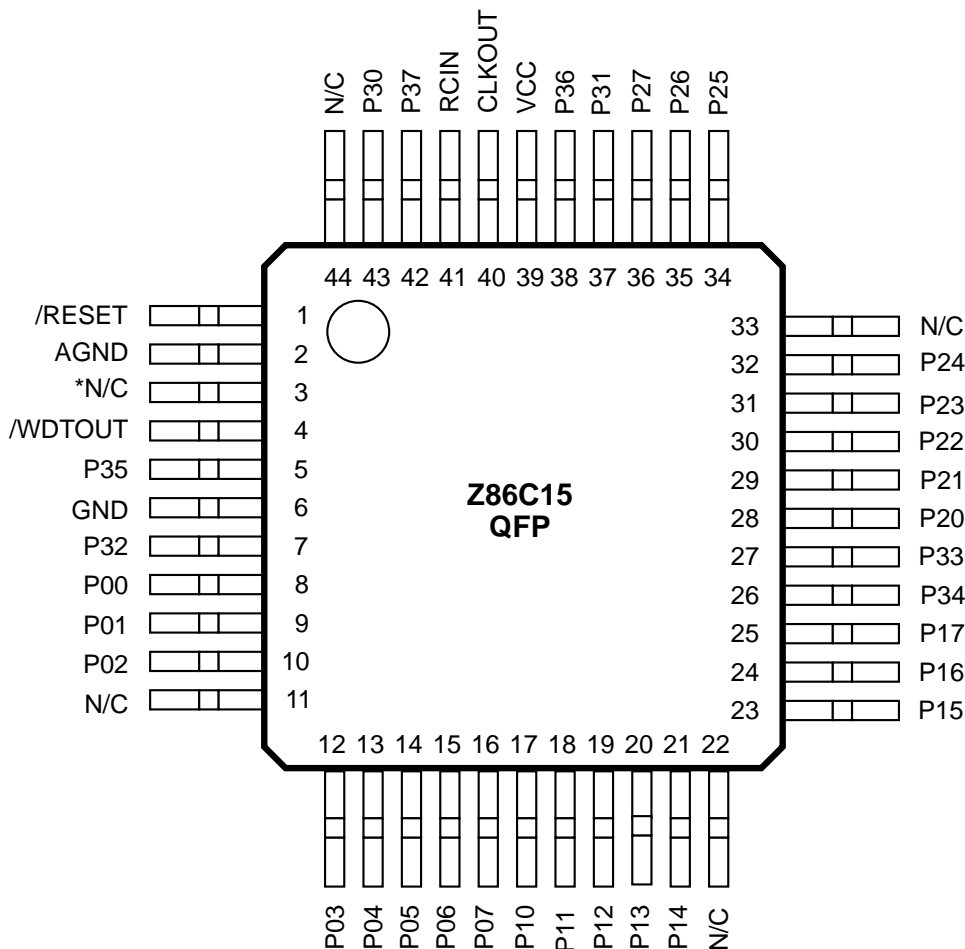 N/C P30 P37 RCIN CLKOUT VCC P36 P31 P27 P26 P25
44 43 42 41 40 39 38 37 36 35 34
/RESET 1
AGND 2
*N/C 3
/WDTOUT 4
P35 5
GND 6
P32 7
P00 8
P01 9
P02 10
N/C 11
Z86C15
QFP
33 N/C
32 P24
31 P23
30 P22
29 P21
28 P20
27 P33
26 P34
25 P17
24 P16
23 P15
12 13 14 15 16 17 18 19 20 21 22
P03 P04 P05 P06 P07 P10 P11 P12 P13 P14 N/C